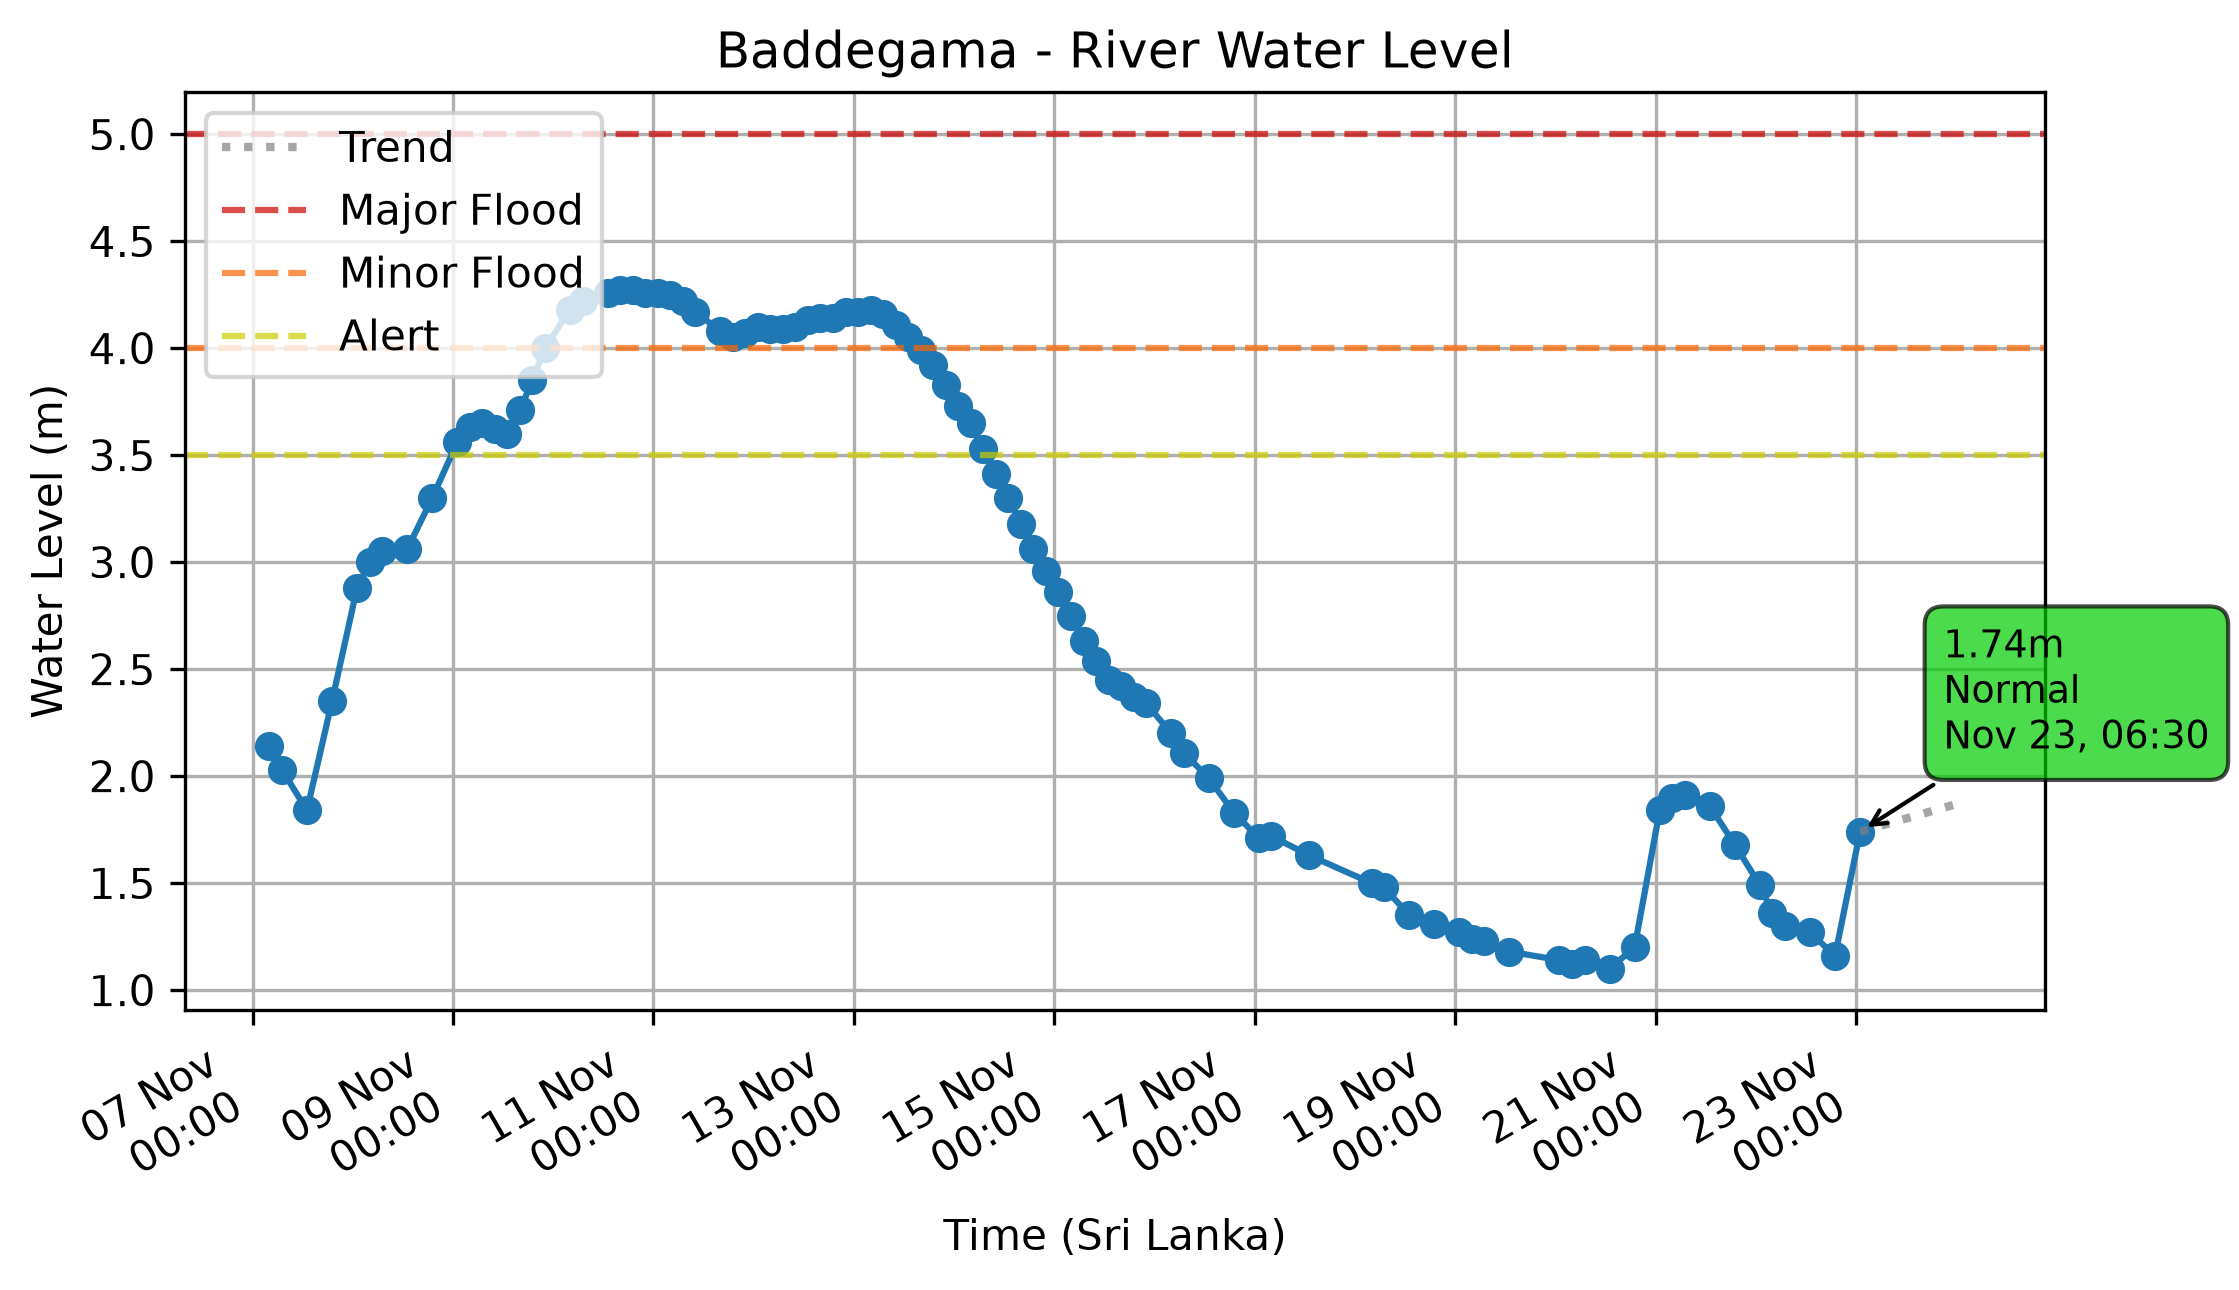 Baddegama - River Water Level
Trend
Major Flood
Minor Flood
Alert
5.0
4.5
4.0
3.5
3.0
2.5
2.0
1.5
1.0
Water Level (m)
1.74m
Normal
Nov 23, 06:30
07 Nov
00:00
09 Nov
00:00
11 Nov
00:00
13 Nov
00:00
15 Nov
00:00
17 Nov
00:00
19 Nov
00:00
21 Nov
00:00
23 Nov
00:00
Time (Sri Lanka)